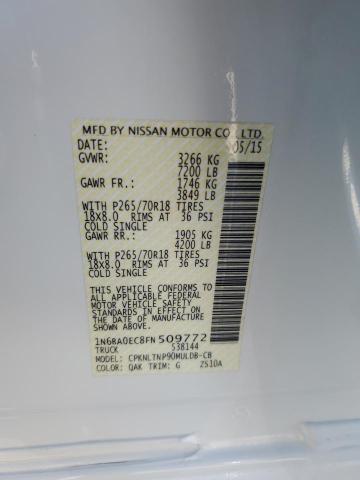 MFD BY NISSAN MOTOR CO., LTD.
DATE: 05/15
GVWR: 3266 KG
7200 LB
GAWR FR.: 1746 KG
3849 LB
WITH P265/70R18 TIRES
18X8.0 RIMS AT 36 PSI
COLD SINGLE
GAWR RR.: 1905 KG
4200 LB
WITH P265/70R18 TIRES
18X8.0 RIMS AT 36 PSI
COLD SINGLE
THIS VEHICLE CONFORMS TO ALL
APPLICABLE FEDERAL
MOTOR VEHICLE SAFETY
STANDARDS IN EFFECT ON THE DATE
OF MANUFACTURE SHOWN ABOVE.
1N6BA0EC8FN509772
TRUCK 538144
MODEL: CPKNLTNP90MULDB-CB
COLOR: QAK TRIM: G ZS10A